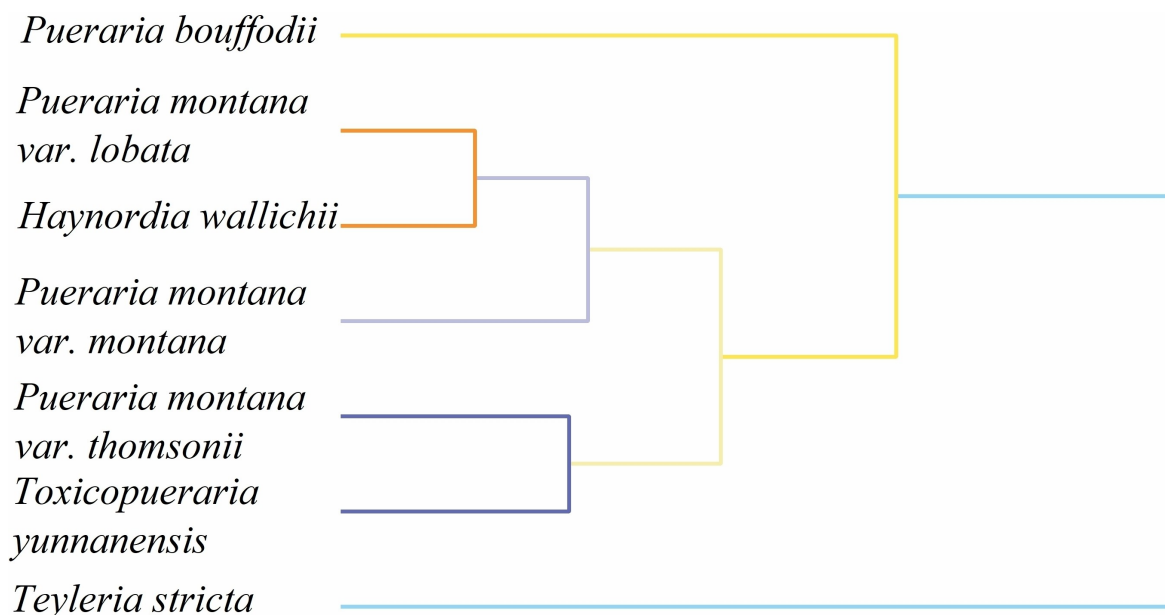 Pueraria bouffodii
Pueraria montana
var. lobata
Haynordia wallichii
Pueraria montana
var. montana
Pueraria montana
var. thomsonii
Toxicopueraria
yunnanensis
Teyleria stricta